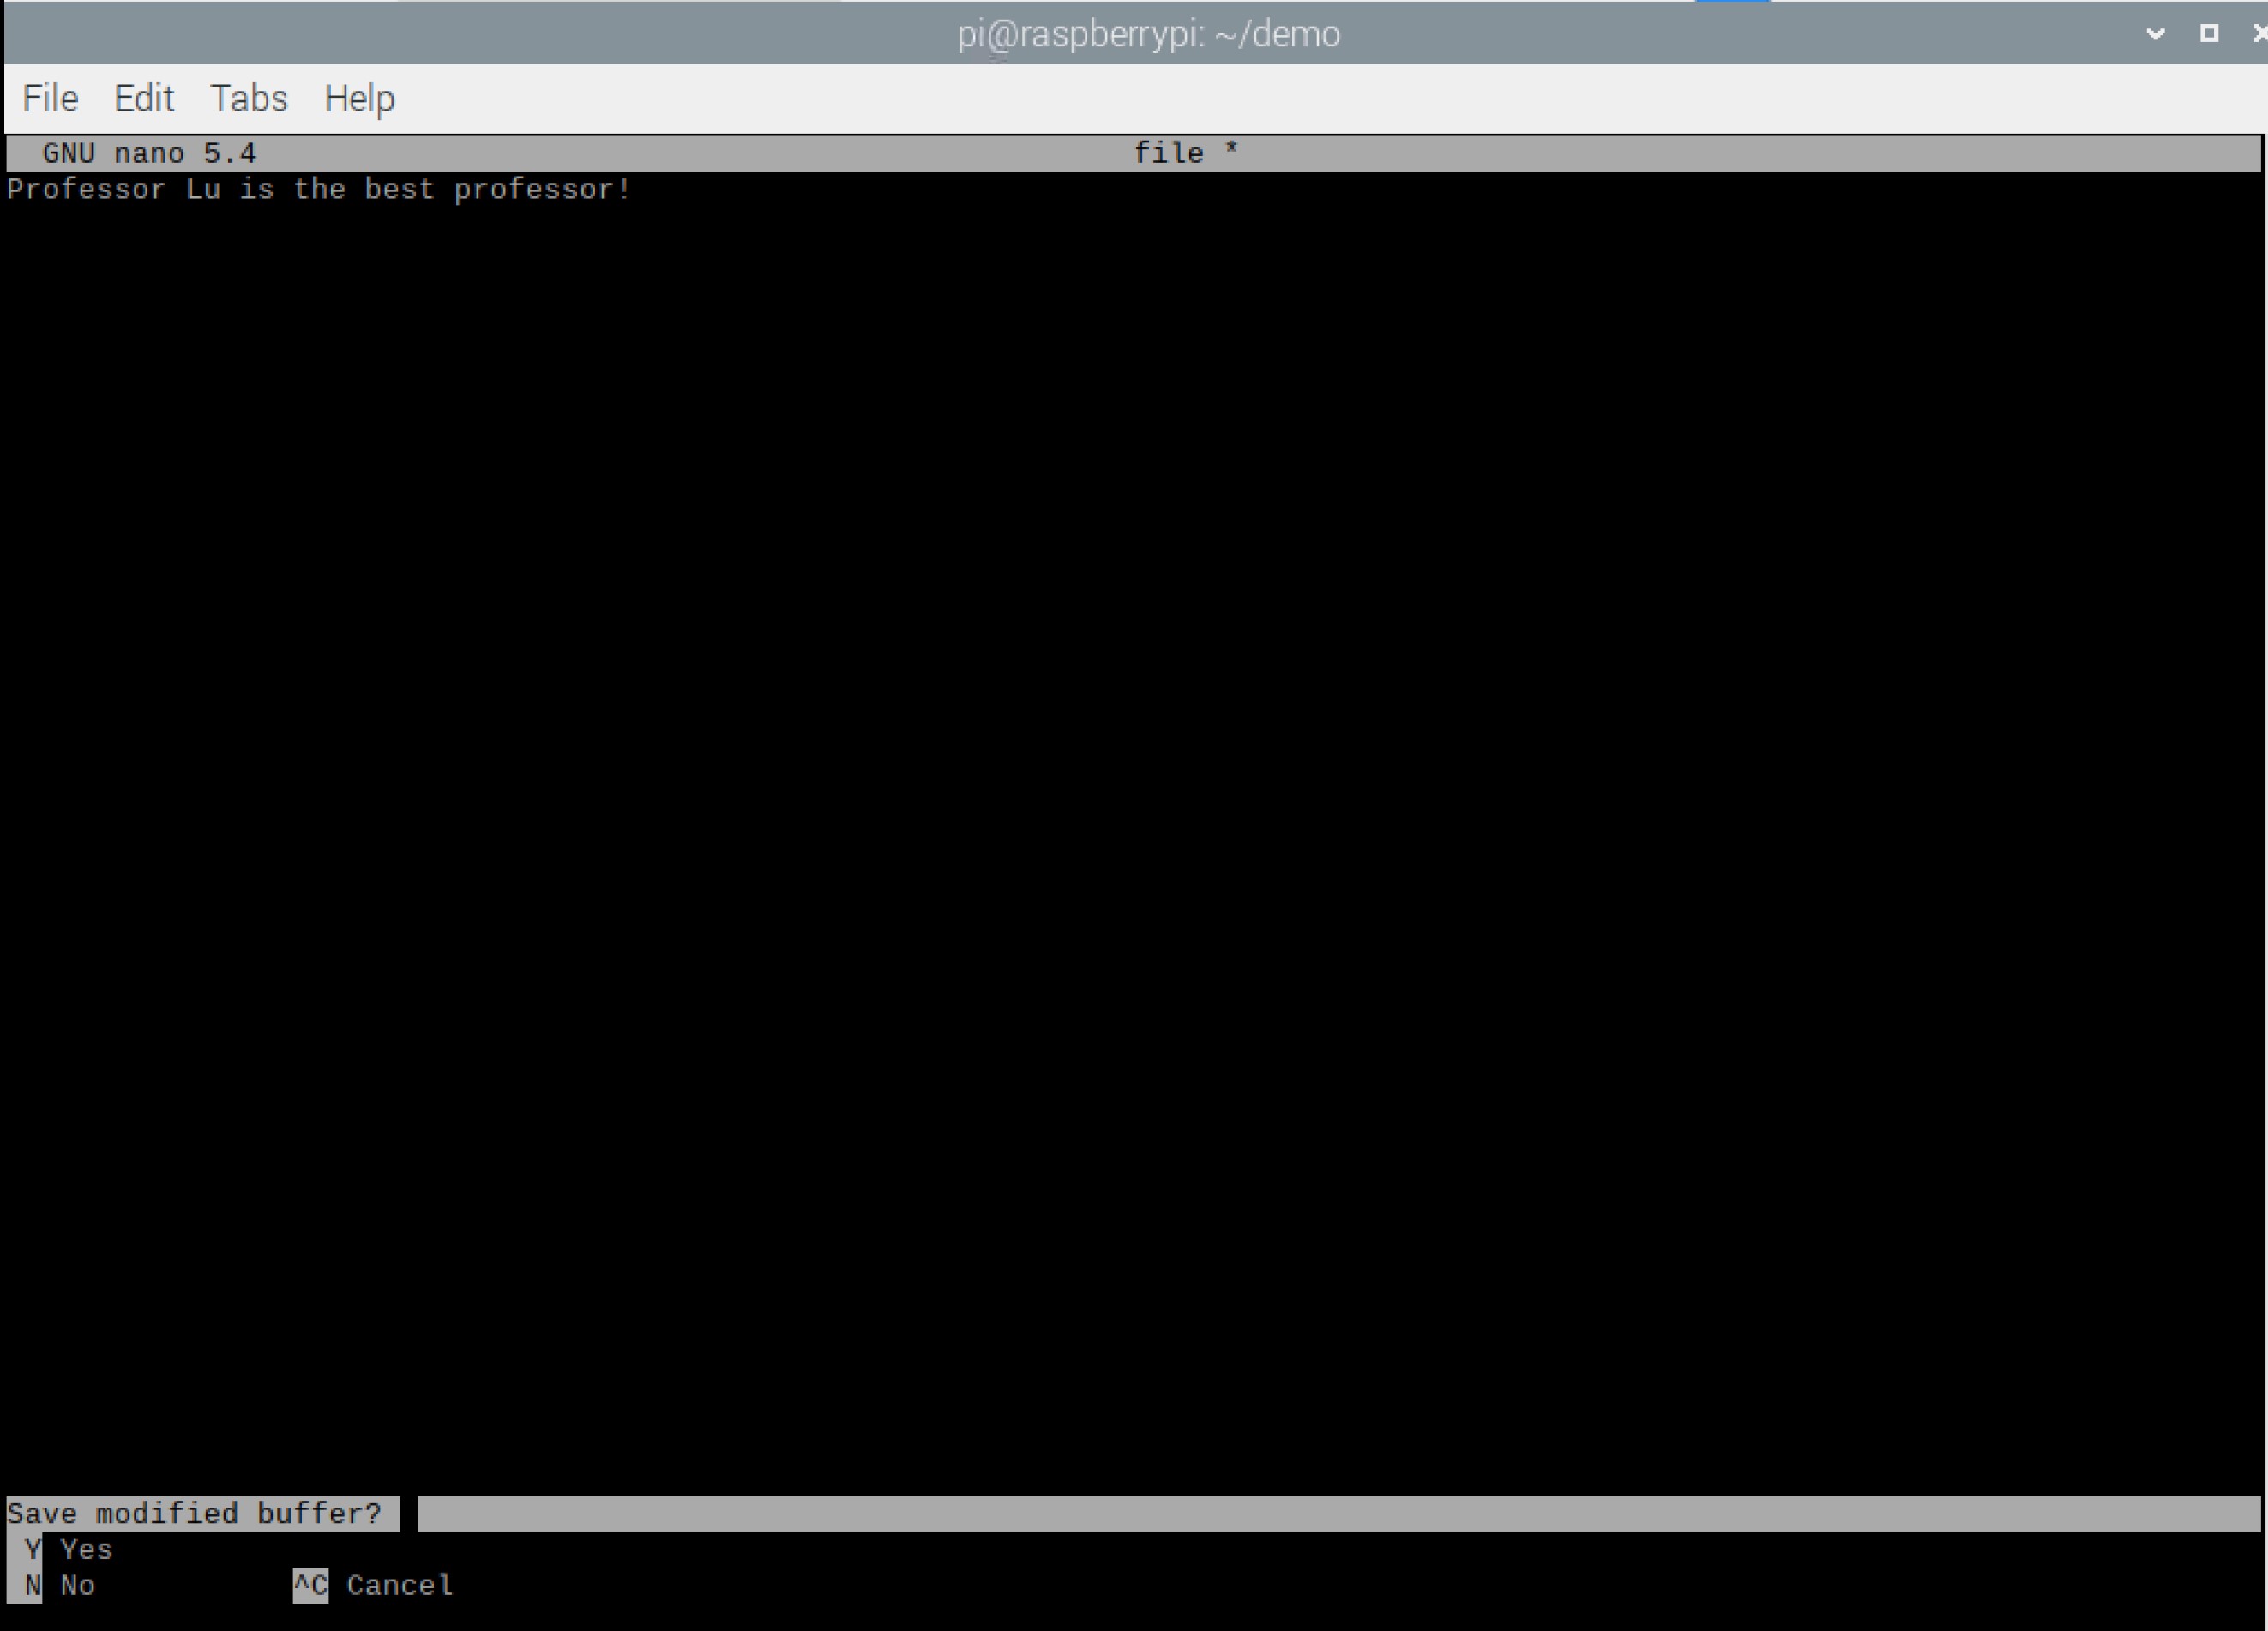 pi@raspberrypi: ~/demo
File Edit Tabs Help
GNU nano 5.4 file *
Professor Lu is the best professor!
Save modified buffer?
Y Yes
N No ^C Cancel